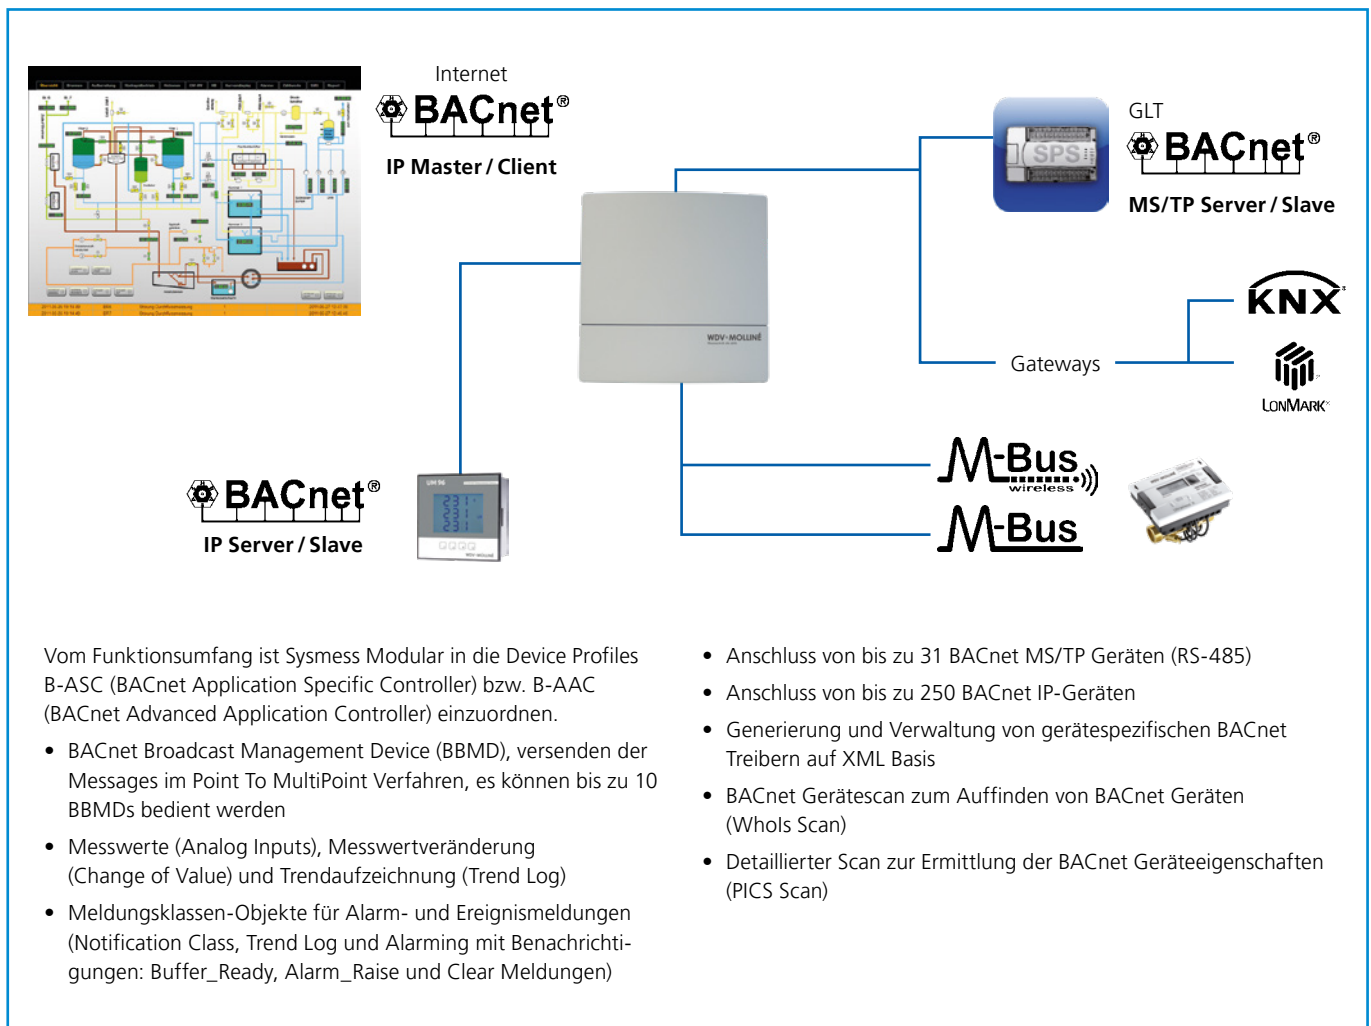 Internet
BACnet®
IP Master / Client
GLT
BACnet®
MS/TP Server / Slave
SPS
WDV-MOLLINÉ
KNX®
Gateways
LONMARK
M-Bus
wireless
M-Bus
UM 96
WDV-MOLLINÉ
BACnet®
IP Server / Slave
Vom Funktionsumfang ist Sysmess Modular in die Device Profiles
B-ASC (BACnet Application Specific Controller) bzw. B-AAC
(BACnet Advanced Application Controller) einzuordnen.
• BACnet Broadcast Management Device (BBMD), versenden der
Messages im Point To MultiPoint Verfahren, es können bis zu 10
BBMDs bedient werden
• Messwerte (Analog Inputs), Messwertveränderung
(Change of Value) und Trendaufzeichnung (Trend Log)
• Meldungsklassen-Objekte für Alarm- und Ereignismeldungen
(Notification Class, Trend Log und Alarming mit Benachrichti-
gungen: Buffer_Ready, Alarm_Raise und Clear Meldungen)
• Anschluss von bis zu 31 BACnet MS/TP Geräten (RS-485)
• Anschluss von bis zu 250 BACnet IP-Geräten
• Generierung und Verwaltung von gerätespezifischen BACnet
Treibern auf XML Basis
• BACnet Gerätescan zum Auffinden von BACnet Geräten
(WhoIs Scan)
• Detaillierter Scan zur Ermittlung der BACnet Geräteeigenschaften
(PICS Scan)